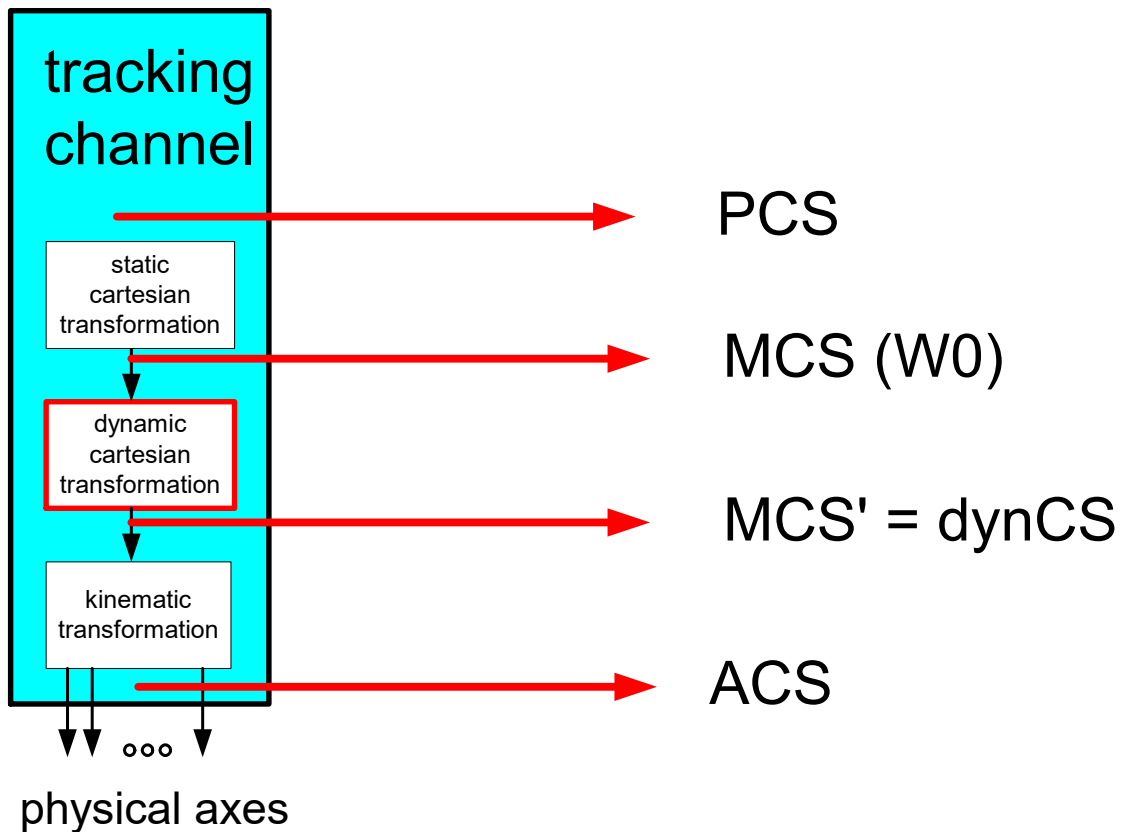 tracking
channel
PCS
static
cartesian
transformation
MCS (W0)
dynamic
cartesian
transformation
MCS' = dynCS
kinematic
transformation
ACS
physical axes